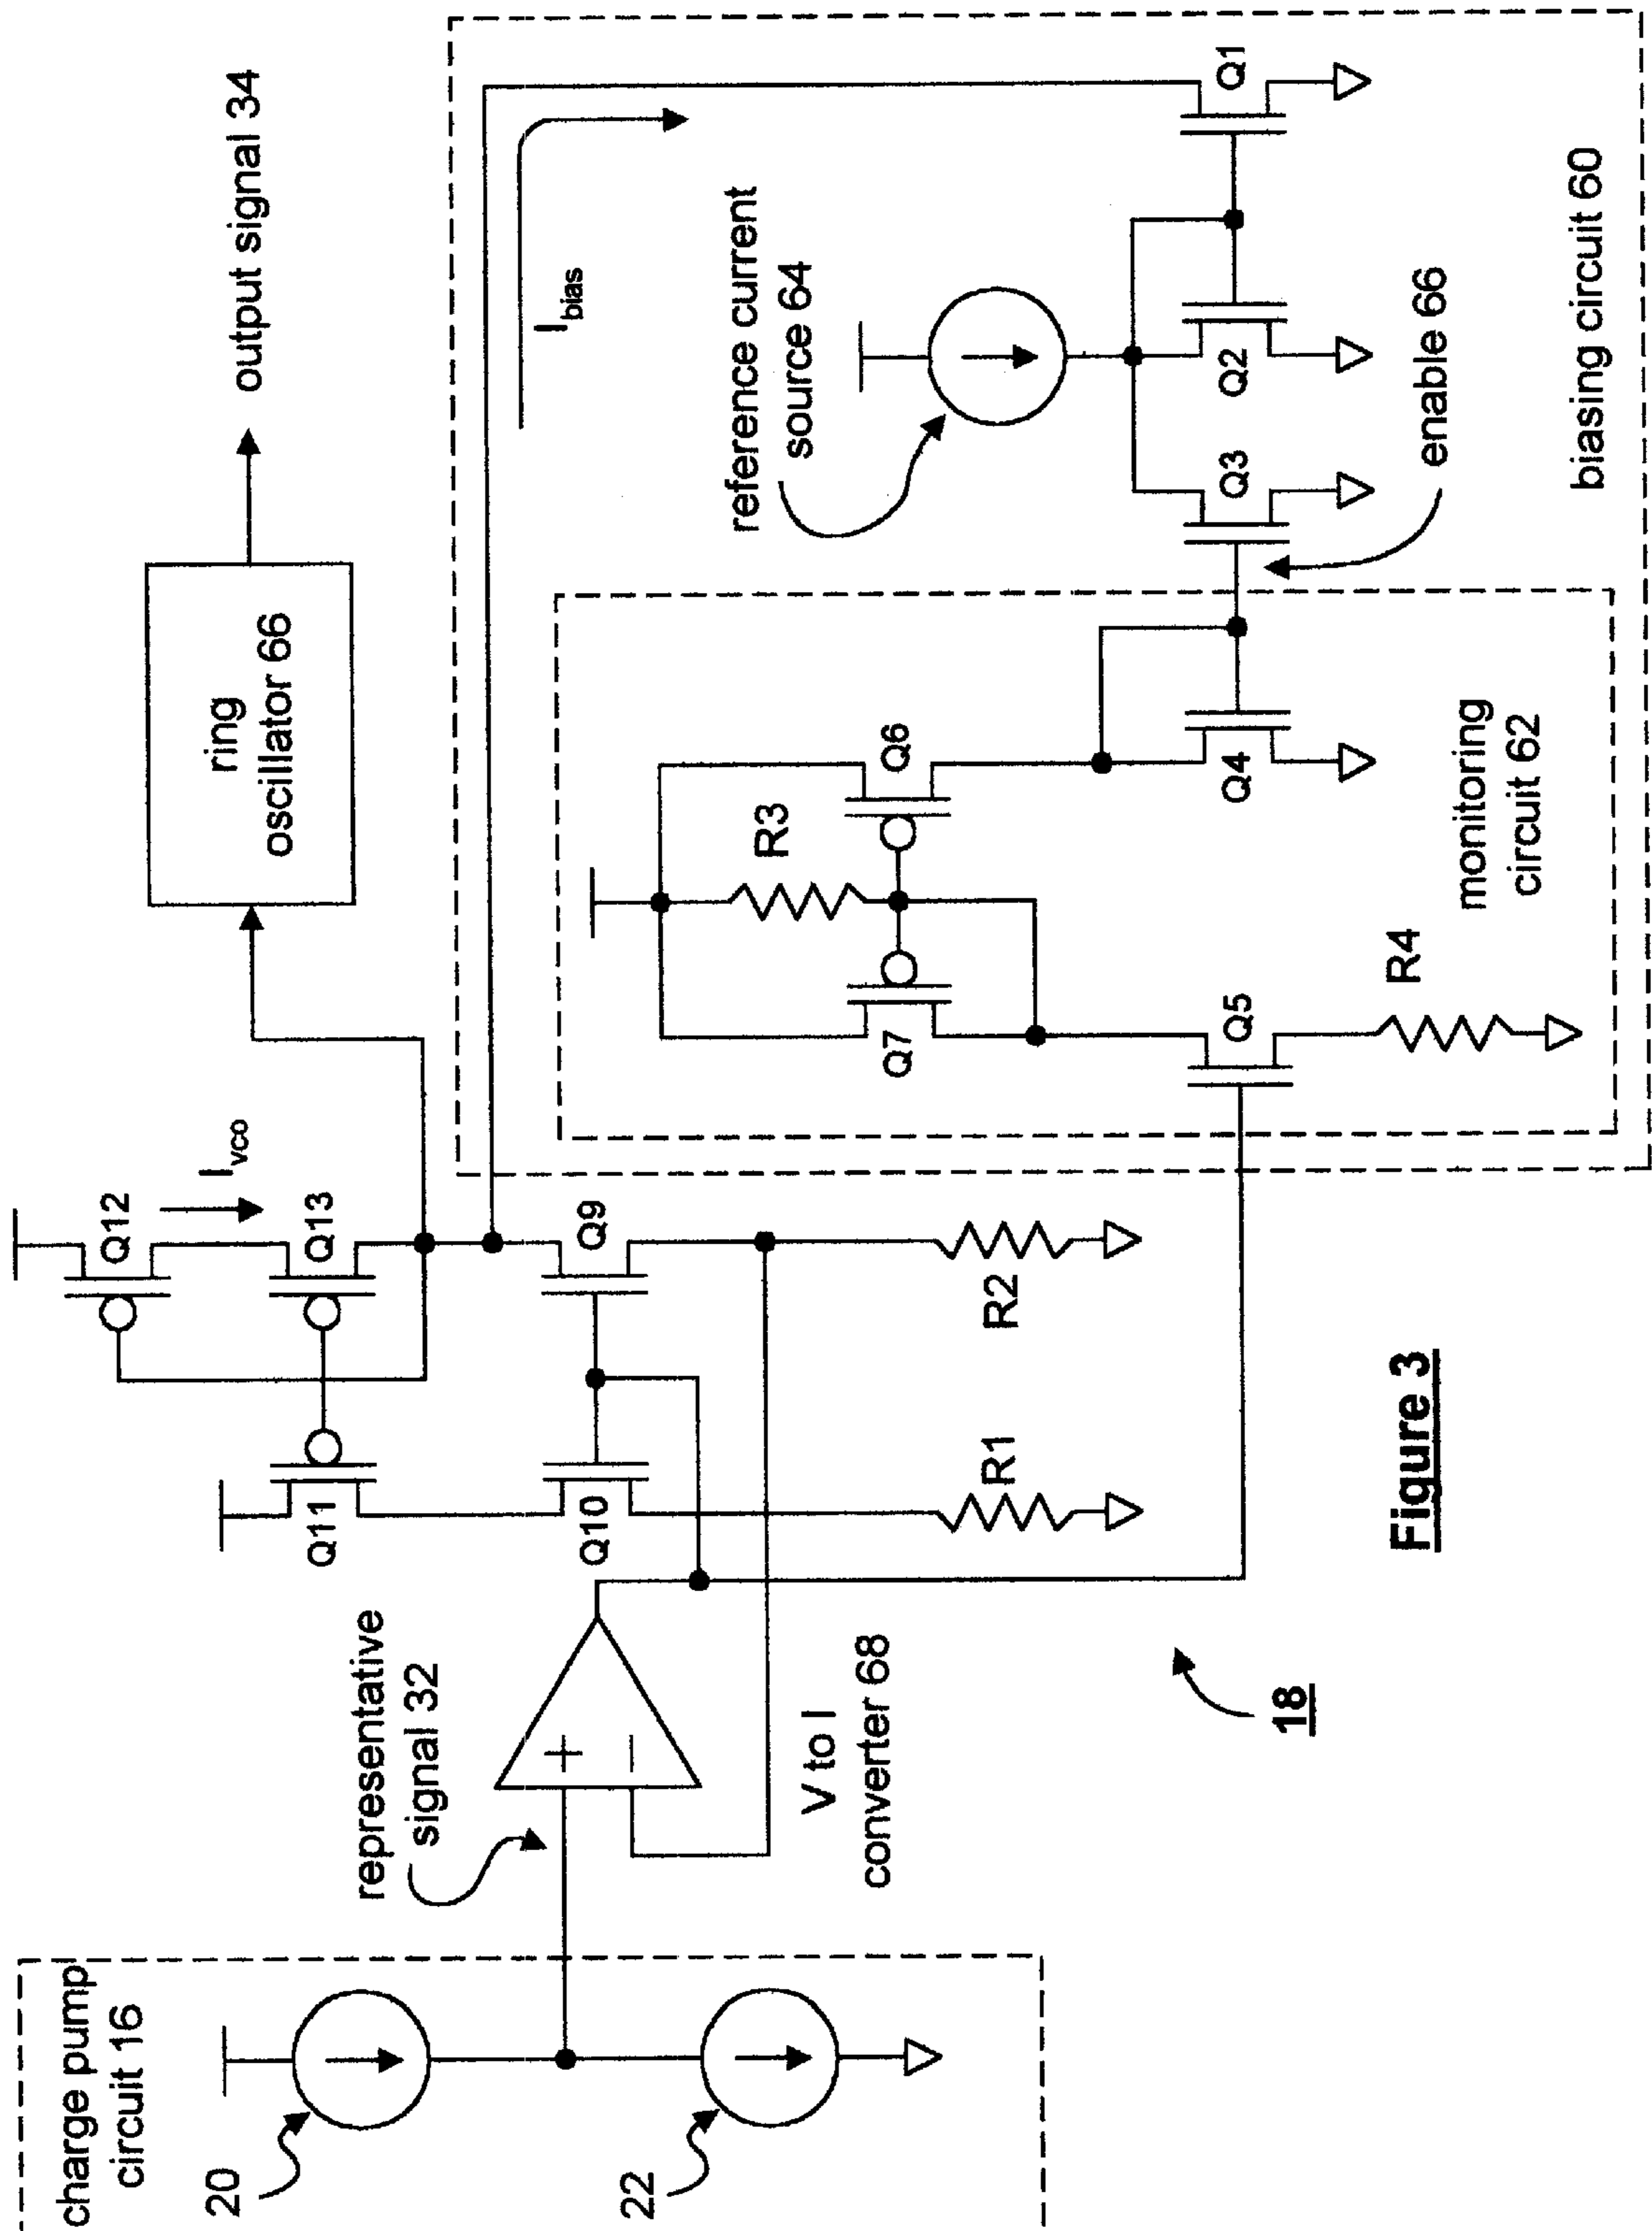 charge pump
circuit 16
20
22
representative
signal 32
V to I
converter 68
Q11
Q10
R1
Q12
Ivco
Q13
Q9
R2
ring
oscillator 66
output signal 34
Ibias
reference current
source 64
Q1
Q2
Q3
enable 66
biasing circuit 60
Q7
R3
Q6
Q5
R4
Q4
monitoring
circuit 62
18
Figure 3
+
−